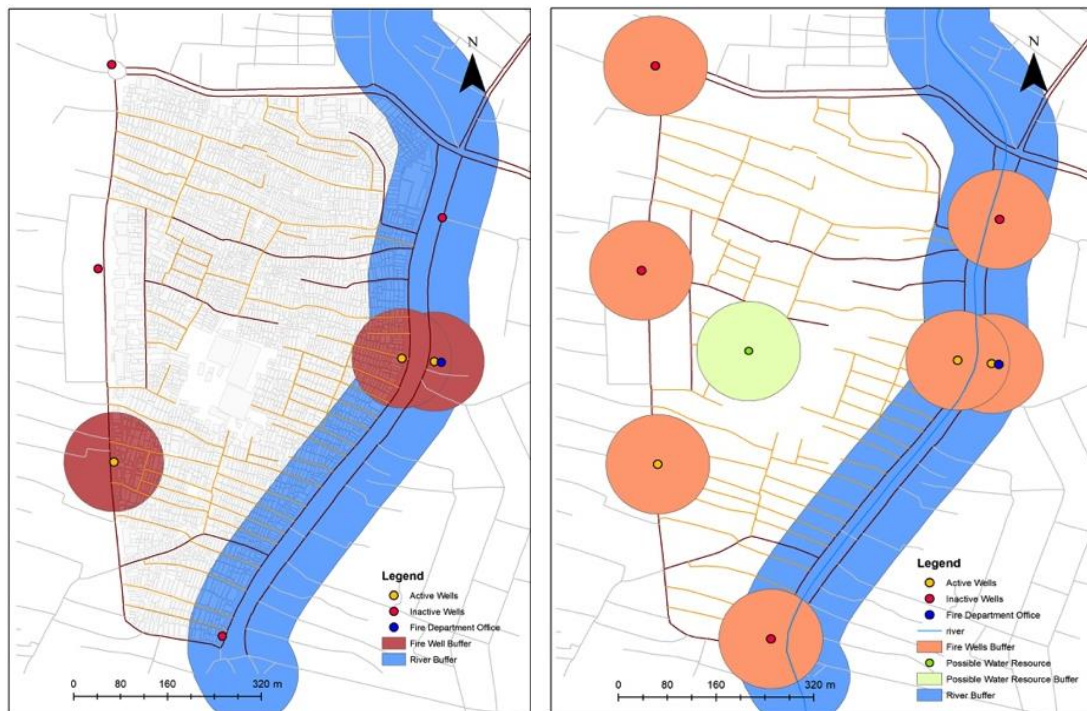 N
Legend
Active Wells
Inactive Wells
Fire Department Office
Fire Well Buffer
River Buffer
0 80 160 320 m
N
Legend
Active Wells
Inactive Wells
Fire Department Office
river
Fire Wells Buffer
Possible Water Resource
Possible Water Resource Buffer
River Buffer
0 80 160 320 m